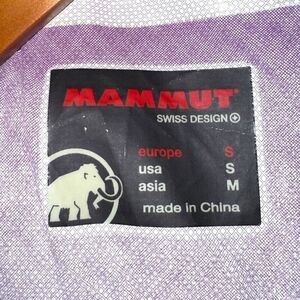 MAMMUT
SWISS DESIGN
europe S
usa S
asia M
made in China